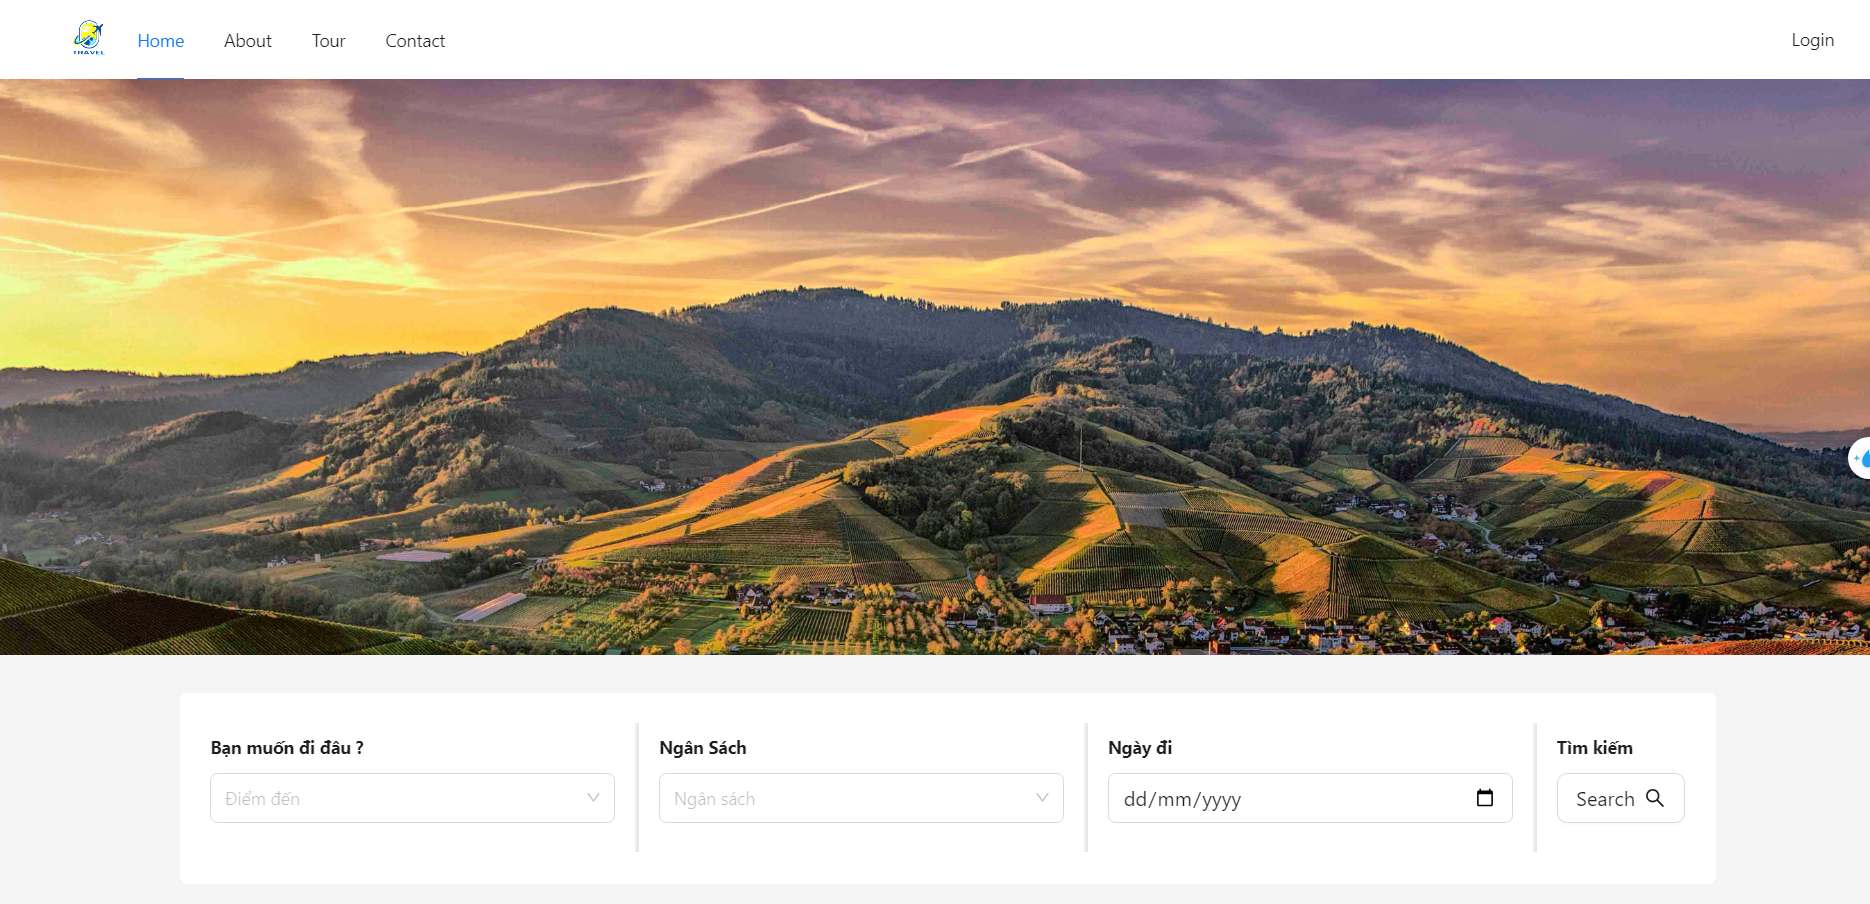 TRAVEL
Home About Tour Contact Login
Bạn muốn đi đâu ? Ngân Sách Ngày đi Tìm kiếm
Điểm đến Ngân sách dd/mm/yyyy Search